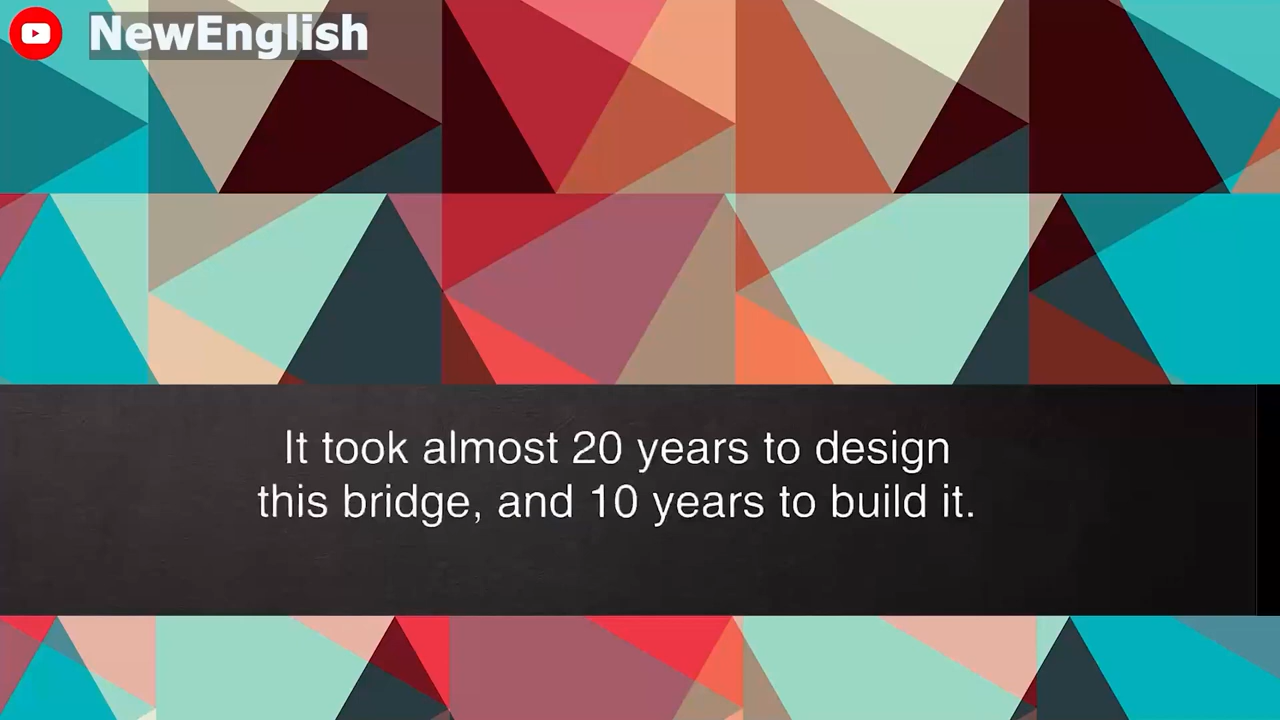 NewEnglish
It took almost 20 years to design
this bridge, and 10 years to build it.